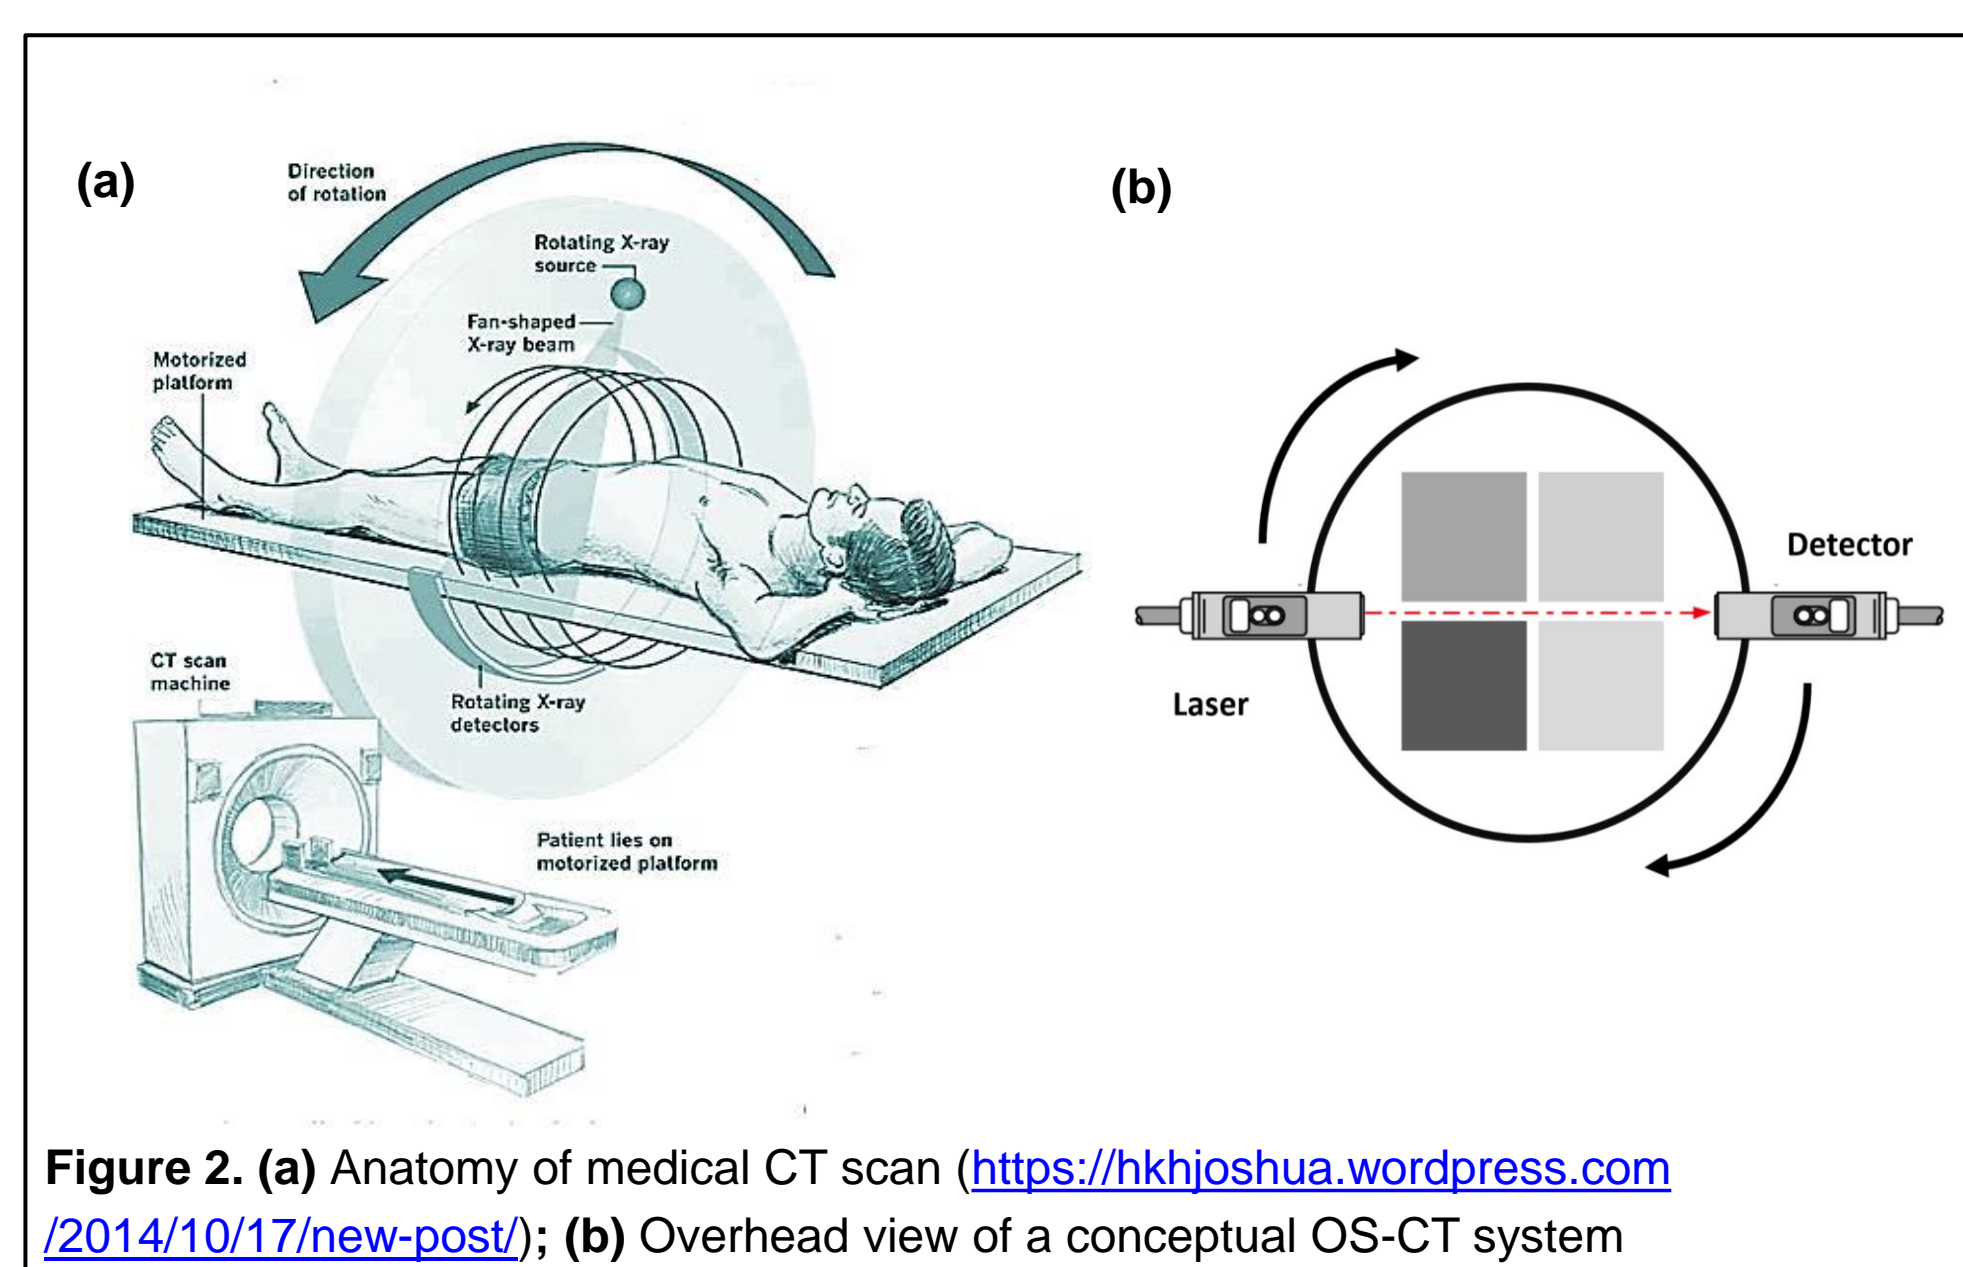 (a)
Direction
of rotation
Rotating X-ray
source
Fan-shaped
X-ray beam
Motorized
platform
CT scan
machine
Rotating X-ray
detectors
Patient lies on
motorized platform
(b)
Detector
Laser
Figure 2. (a) Anatomy of medical CT scan (https://hkhjoshua.wordpress.com
/2014/10/17/new-post/); (b) Overhead view of a conceptual OS-CT system